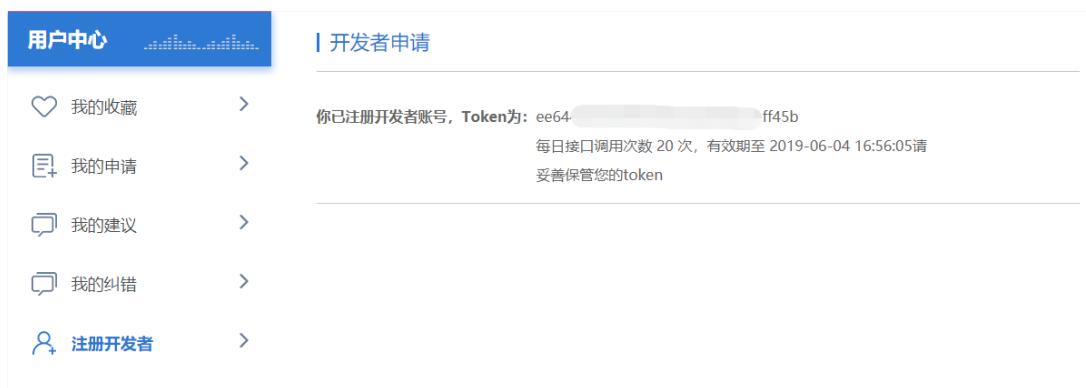 用户中心
我的收藏
我的申请
我的建议
我的纠错
注册开发者
开发者申请
你已注册开发者账号，Token为：ee64 ff45b
每日接口调用次数 20 次，有效期至 2019-06-04 16:56:05请
妥善保管您的token